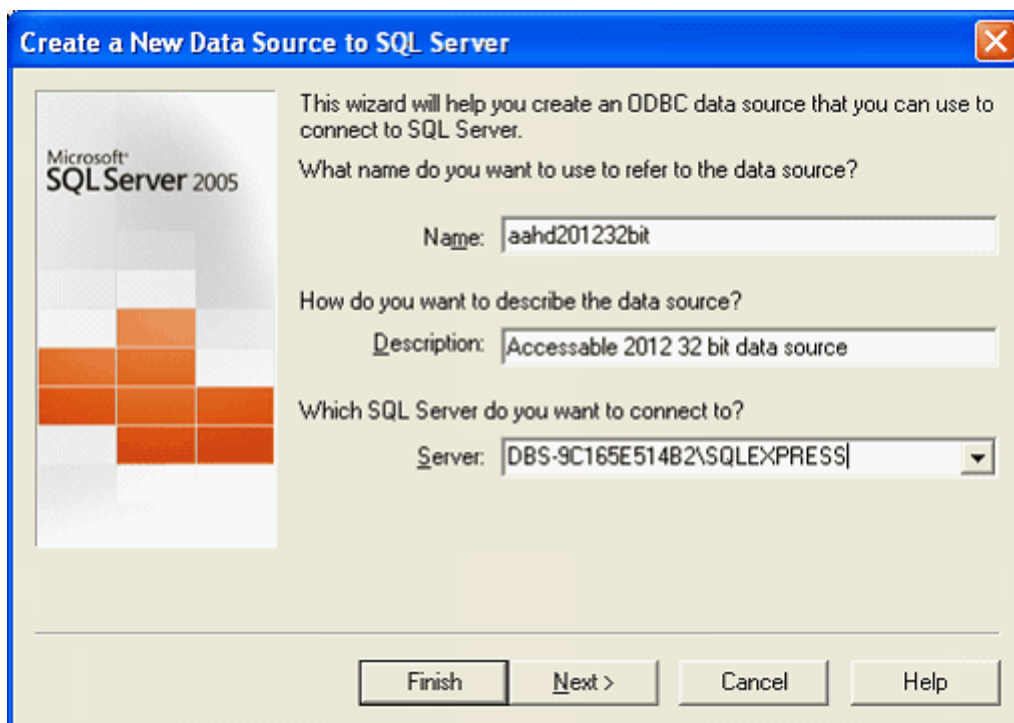 Create a New Data Source to SQL Server
Microsoft
SQL Server 2005
This wizard will help you create an ODBC data source that you can use to
connect to SQL Server.
What name do you want to use to refer to the data source?
Name: aahd201232bit
How do you want to describe the data source?
Description: Accessable 2012 32 bit data source
Which SQL Server do you want to connect to?
Server: DBS-9C165E514B2\SQLEXPRESS
Finish Next > Cancel Help